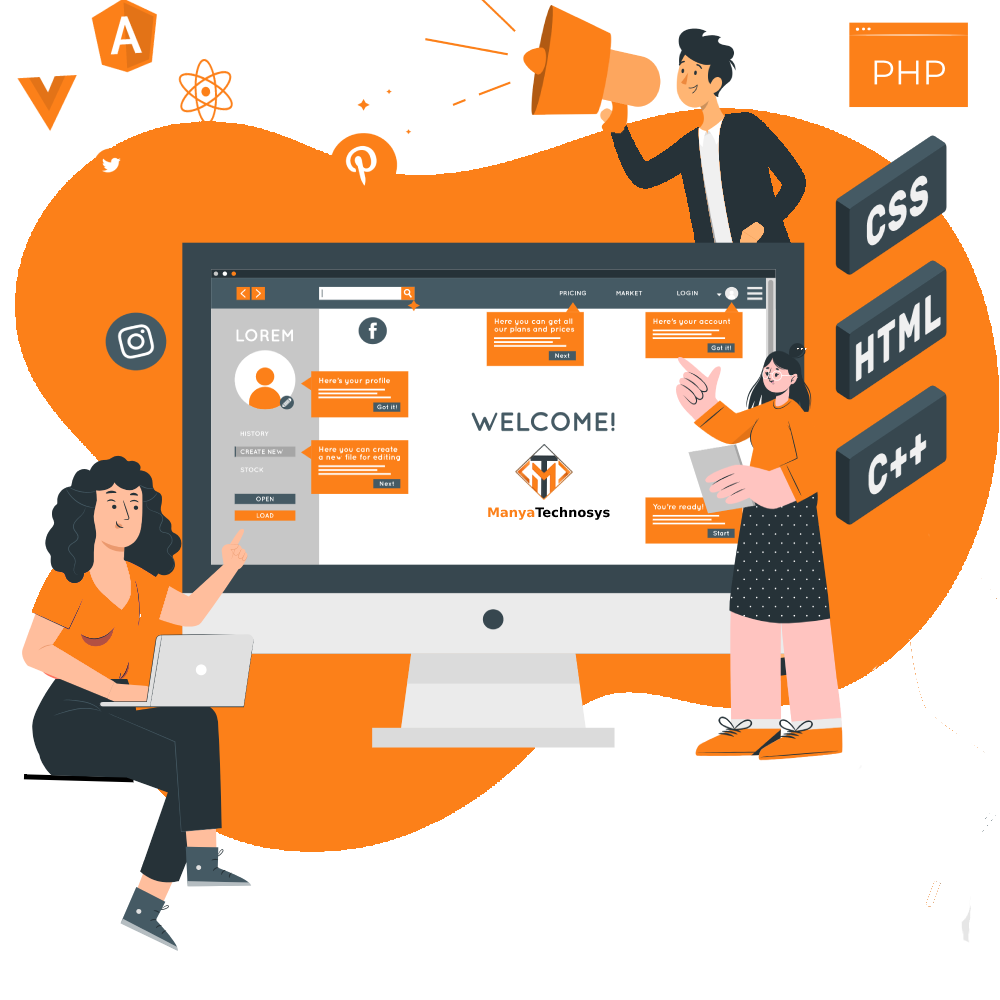 A
PHP
CSS
HTML
C++
PRICING
MARKET
LOGIN
LOREM
Here you can get all
our plans and prices
Next
Here's your account
Got it!
Here's your profile
Got it!
HISTORY
CREATE NEW
STOCK
OPEN
LOAD
Here you can create
a new file for editing
Next
WELCOME!
TM
ManyaTechnosys
You're ready!
Start